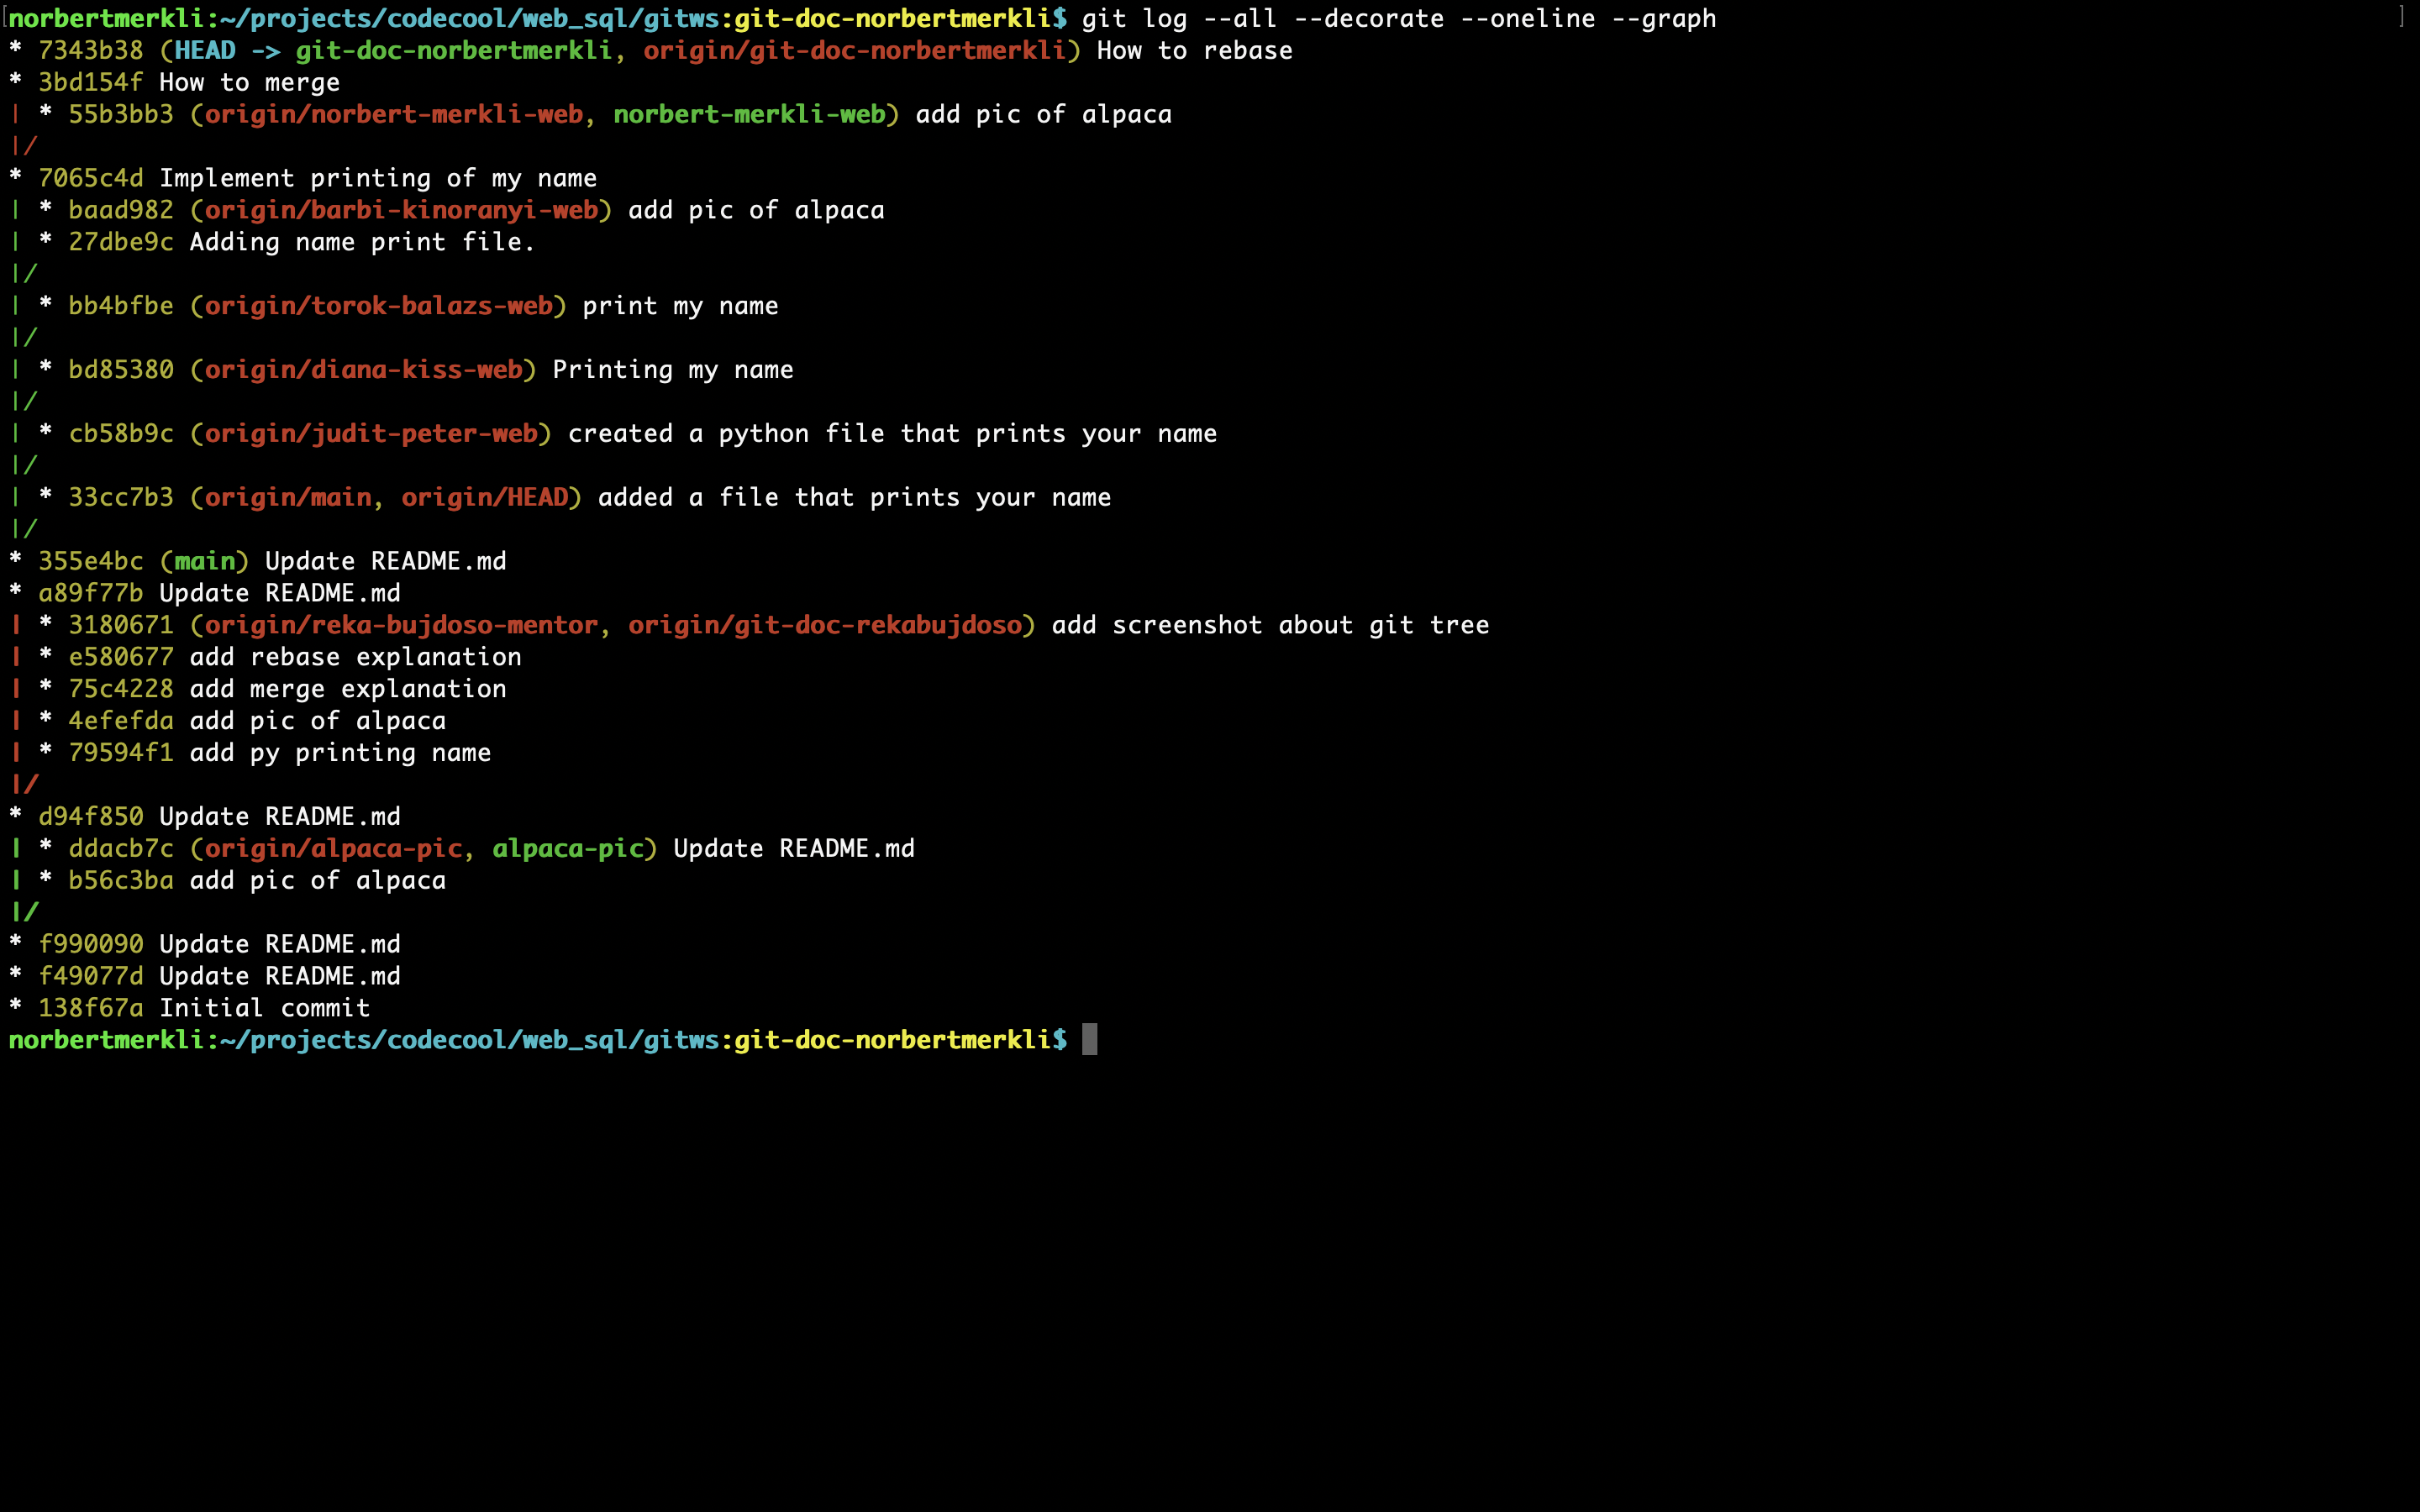 [norbertmerkli:~/projects/codecool/web_sql/gitws:git-doc-norbertmerkli$ git log --all --decorate --oneline --graph ]
* 7343b38 (HEAD -> git-doc-norbertmerkli, origin/git-doc-norbertmerkli) How to rebase
* 3bd154f How to merge
| * 55b3bb3 (origin/norbert-merkli-web, norbert-merkli-web) add pic of alpaca
|/
* 7065c4d Implement printing of my name
| * baad982 (origin/barbi-kinoranyi-web) add pic of alpaca
| * 27dbe9c Adding name print file.
|/
| * bb4bfbe (origin/torok-balazs-web) print my name
|/
| * bd85380 (origin/diana-kiss-web) Printing my name
|/
| * cb58b9c (origin/judit-peter-web) created a python file that prints your name
|/
| * 33cc7b3 (origin/main, origin/HEAD) added a file that prints your name
|/
* 355e4bc (main) Update README.md
* a89f77b Update README.md
| * 3180671 (origin/reka-bujdoso-mentor, origin/git-doc-rekabujdoso) add screenshot about git tree
| * e580677 add rebase explanation
| * 75c4228 add merge explanation
| * 4efefda add pic of alpaca
| * 79594f1 add py printing name
|/
* d94f850 Update README.md
| * ddacb7c (origin/alpaca-pic, alpaca-pic) Update README.md
| * b56c3ba add pic of alpaca
|/
* f990090 Update README.md
* f49077d Update README.md
* 138f67a Initial commit
norbertmerkli:~/projects/codecool/web_sql/gitws:git-doc-norbertmerkli$